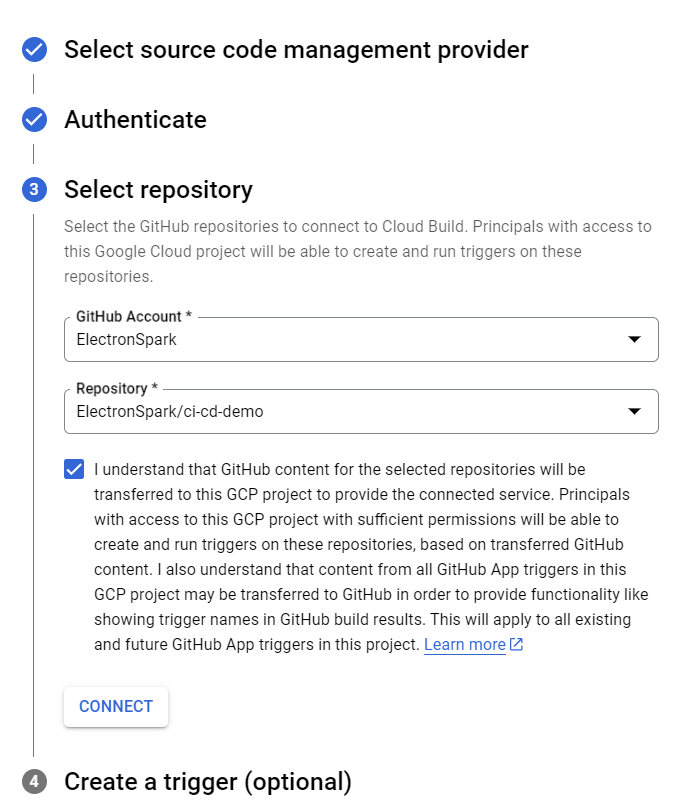 Select source code management provider
Authenticate
3 Select repository
Select the GitHub repositories to connect to Cloud Build. Principals with access to
this Google Cloud project will be able to create and run triggers on these
repositories.
GitHub Account *
ElectronSpark
Repository *
ElectronSpark/ci-cd-demo
I understand that GitHub content for the selected repositories will be
transferred to this GCP project to provide the connected service. Principals
with access to this GCP project with sufficient permissions will be able to
create and run triggers on these repositories, based on transferred GitHub
content. I also understand that content from all GitHub App triggers in this
GCP project may be transferred to GitHub in order to provide functionality like
showing trigger names in GitHub build results. This will apply to all existing
and future GitHub App triggers in this project. Learn more
CONNECT
4 Create a trigger (optional)